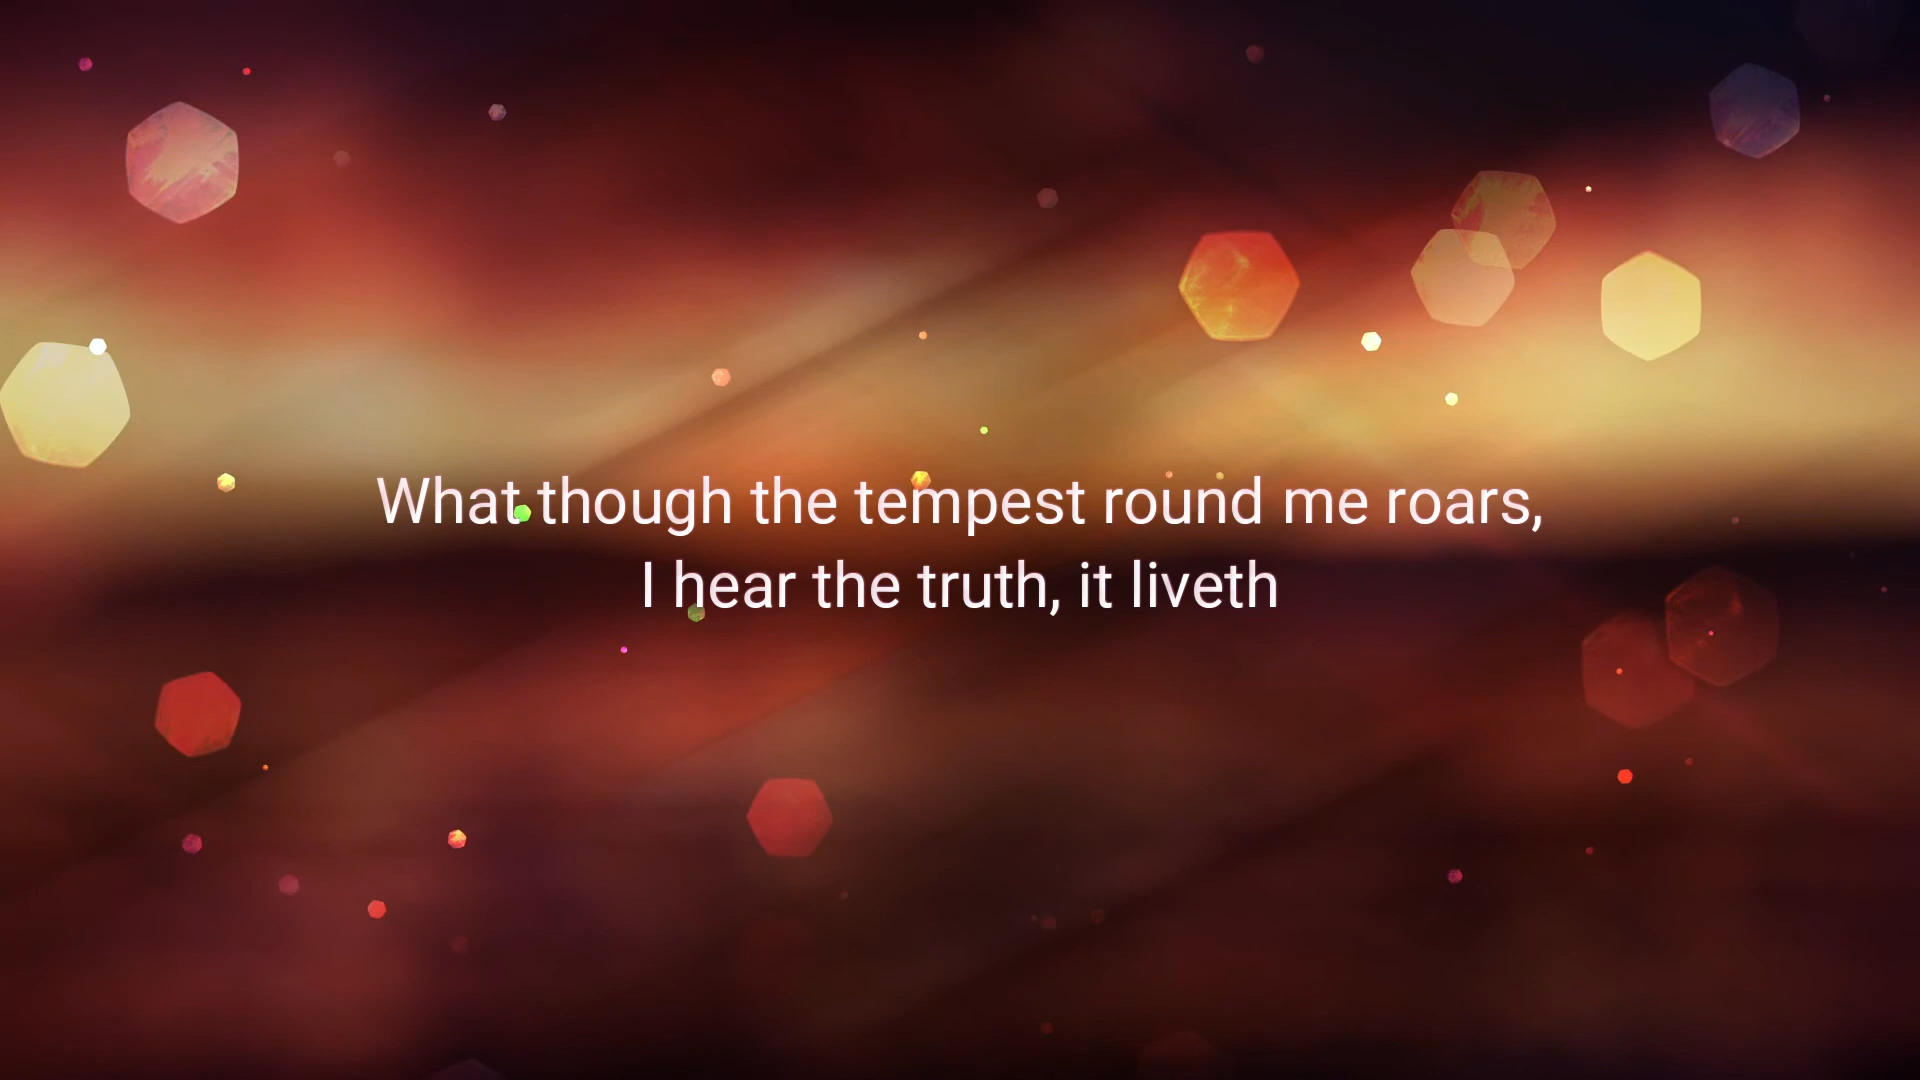 What though the tempest round me roars,
I hear the truth, it liveth